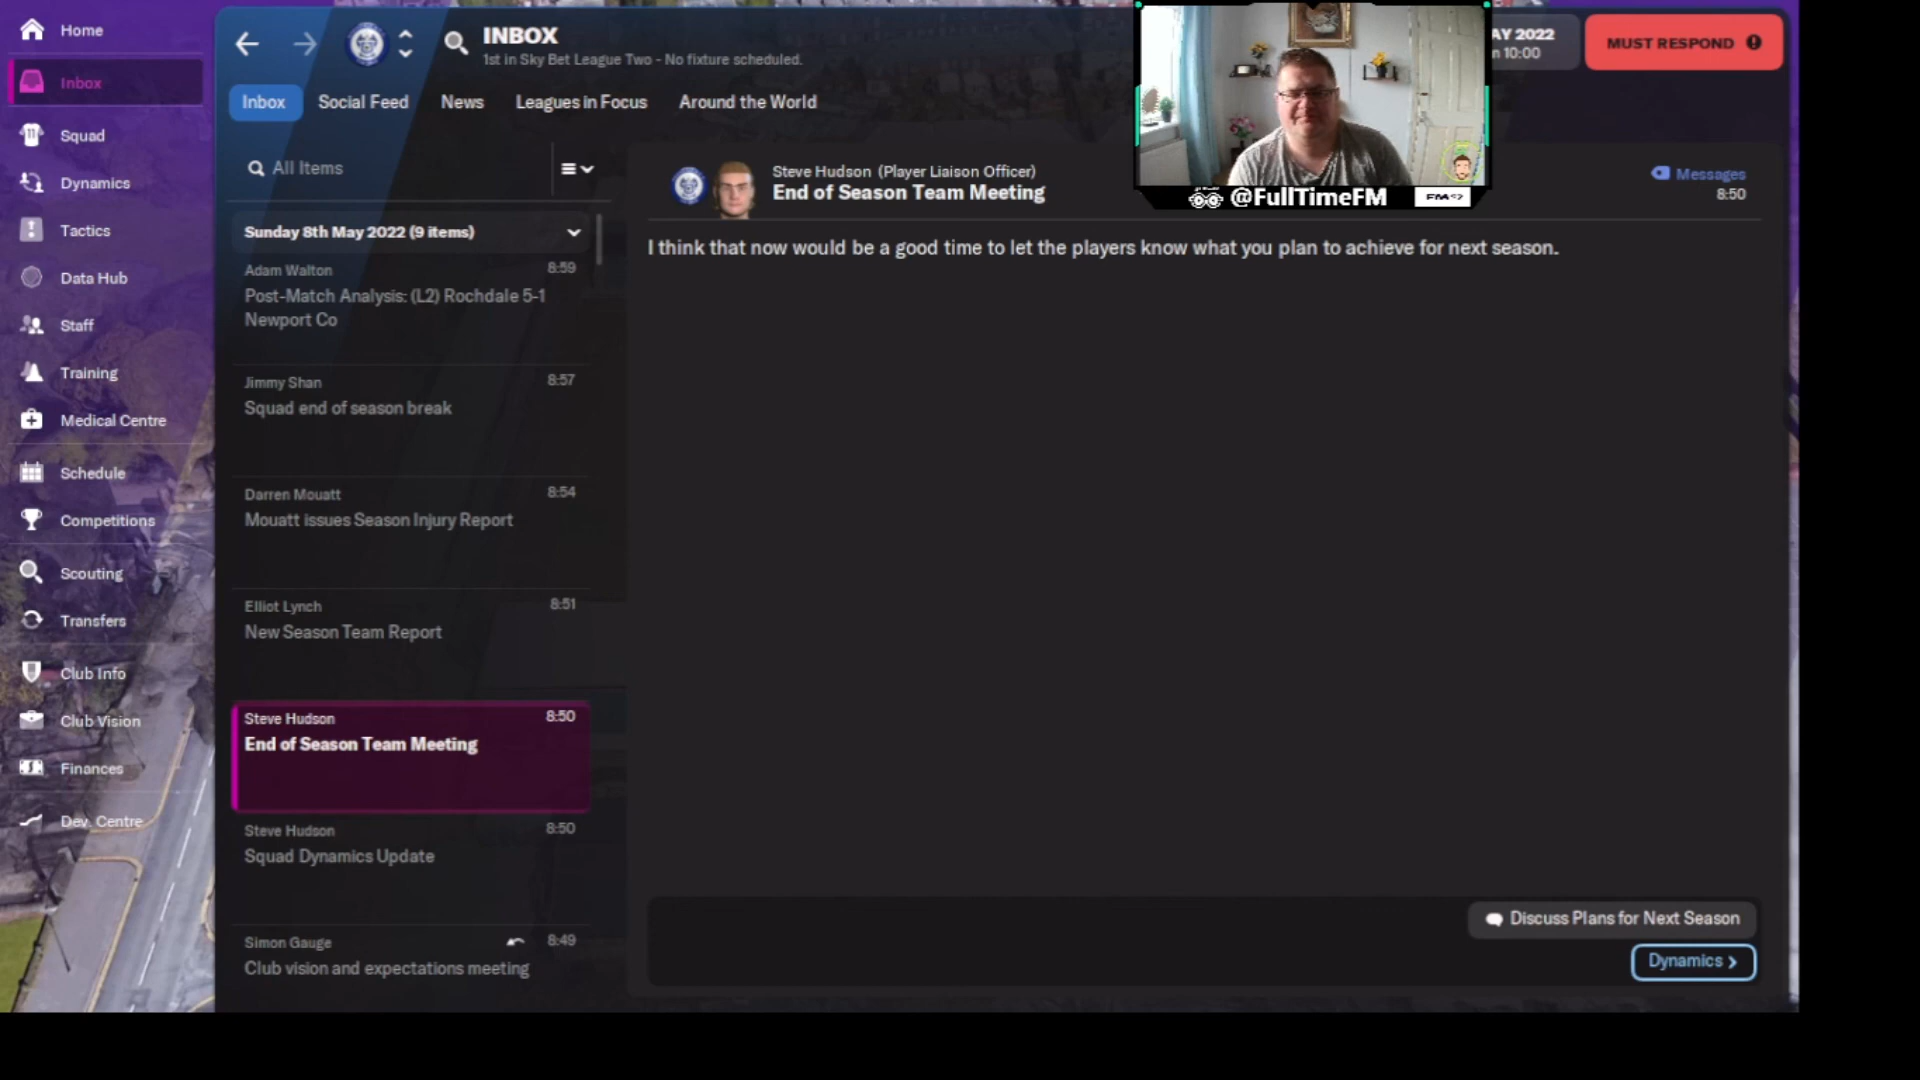 Home
Inbox
Squad
Dynamics
Tactics
Data Hub
Staff
Training
Medical Centre
Schedule
Competitions
Scouting
Transfers
Club Info
Club Vision
Finances
Dev. Centre
INBOX
1st in Sky Bet League Two - No fixture scheduled.
Inbox Social Feed News Leagues in Focus Around the World
AY 2022
10:00
MUST RESPOND
@FullTimeFM
All Items
Sunday 8th May 2022 (9 items)
Adam Walton 8:59
Post-Match Analysis: (L2) Rochdale 5-1
Newport Co
Jimmy Shan 8:57
Squad end of season break
Darren Mouatt 8:54
Mouatt issues Season Injury Report
Elliot Lynch 8:51
New Season Team Report
Steve Hudson 8:50
End of Season Team Meeting
Steve Hudson 8:50
Squad Dynamics Update
Simon Gauge 8:49
Club vision and expectations meeting
Steve Hudson (Player Liaison Officer)
End of Season Team Meeting
Messages
8:50
I think that now would be a good time to let the players know what you plan to achieve for next season.
Discuss Plans for Next Season
Dynamics